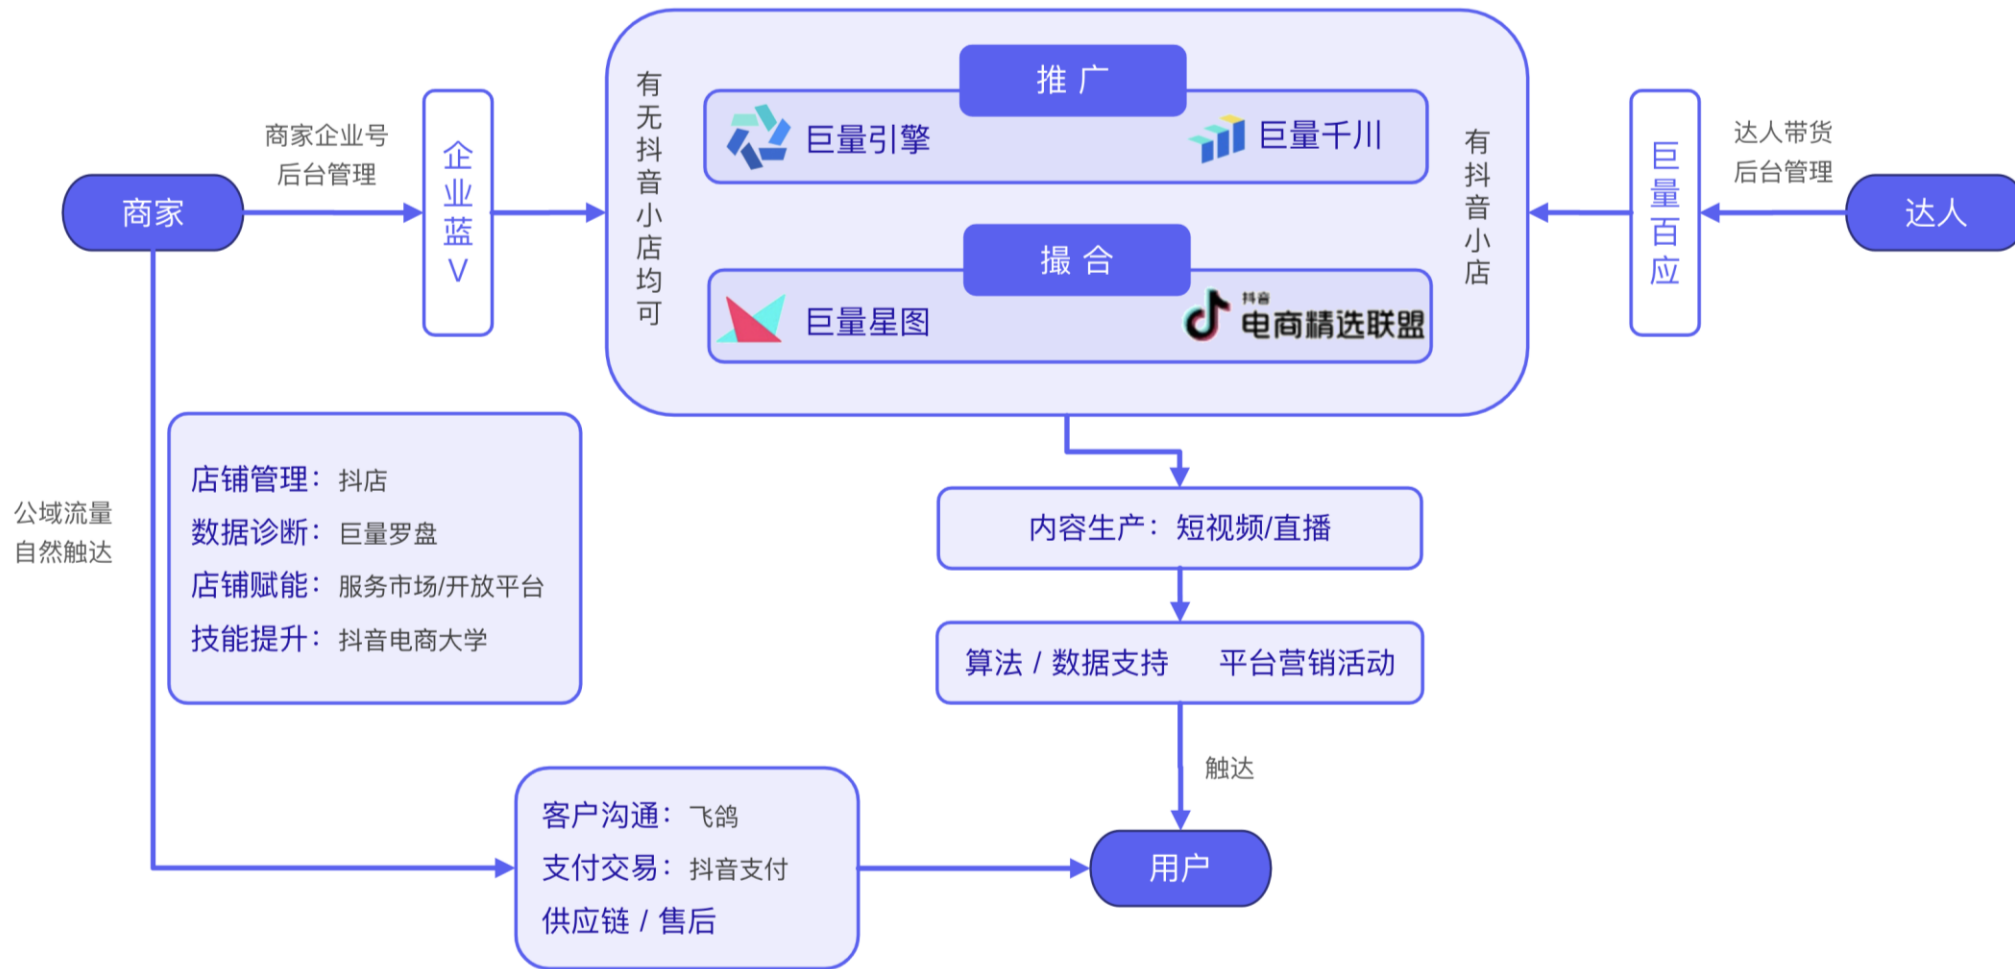 商家
商家企业号
后台管理
企业蓝V
有无抖音小店均可
推 广
巨量引擎
巨量千川
撮 合
巨量星图
抖音
电商精选联盟
有抖音小店
巨量百应
达人带货
后台管理
达人
公域流量
自然触达
店铺管理：抖店
数据诊断：巨量罗盘
店铺赋能：服务市场/开放平台
技能提升：抖音电商大学
内容生产：短视频/直播
算法 / 数据支持 平台营销活动
触达
客户沟通：飞鸽
支付交易：抖音支付
供应链 / 售后
用户